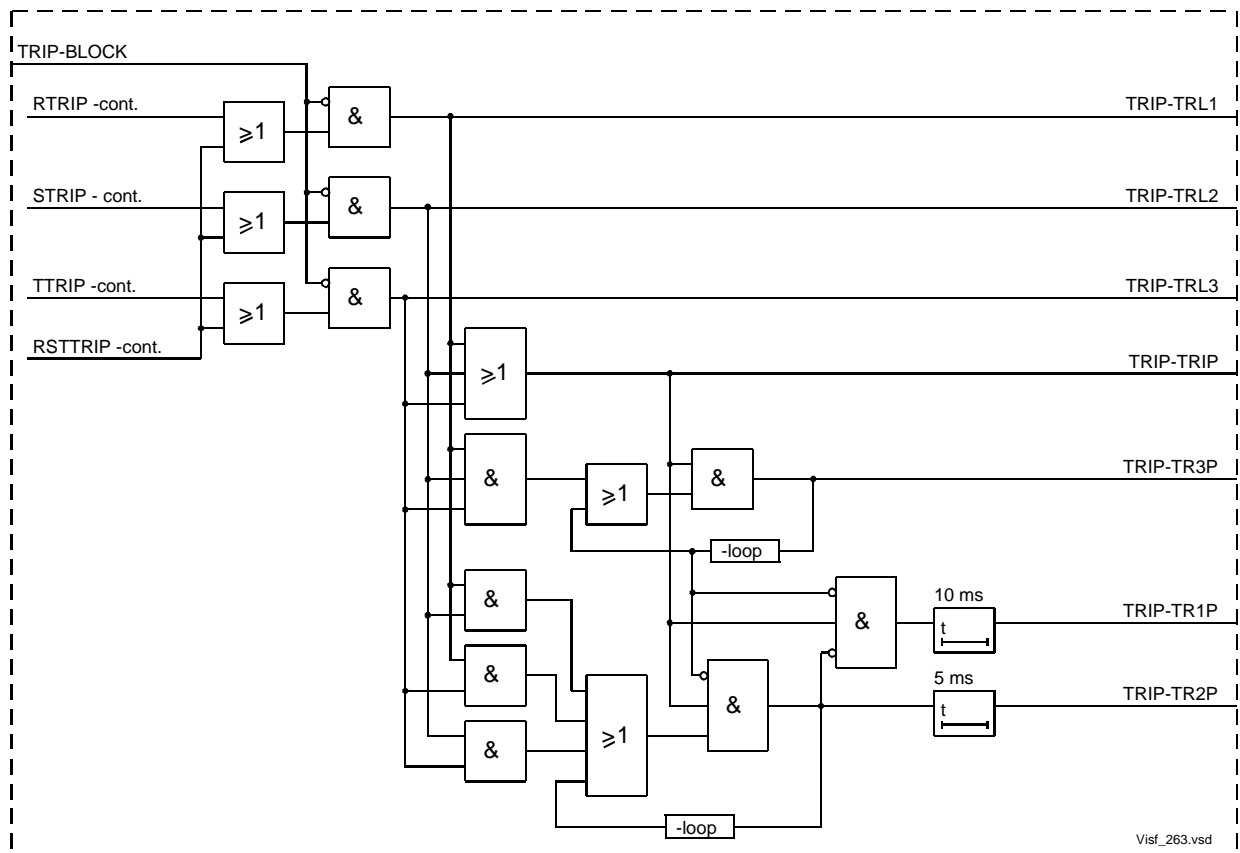 TRIP-BLOCK
RTRIP -cont.
≥1
&
TRIP-TRL1
STRIP - cont.
≥1
&
TRIP-TRL2
TTRIP -cont.
≥1
&
TRIP-TRL3
RSTTRIP -cont.
≥1
TRIP-TRIP
&
≥1
&
TRIP-TR3P
-loop
&
&
10 ms
t
TRIP-TR1P
&
&
5 ms
t
TRIP-TR2P
&
≥1
-loop
Visf_263.vsd